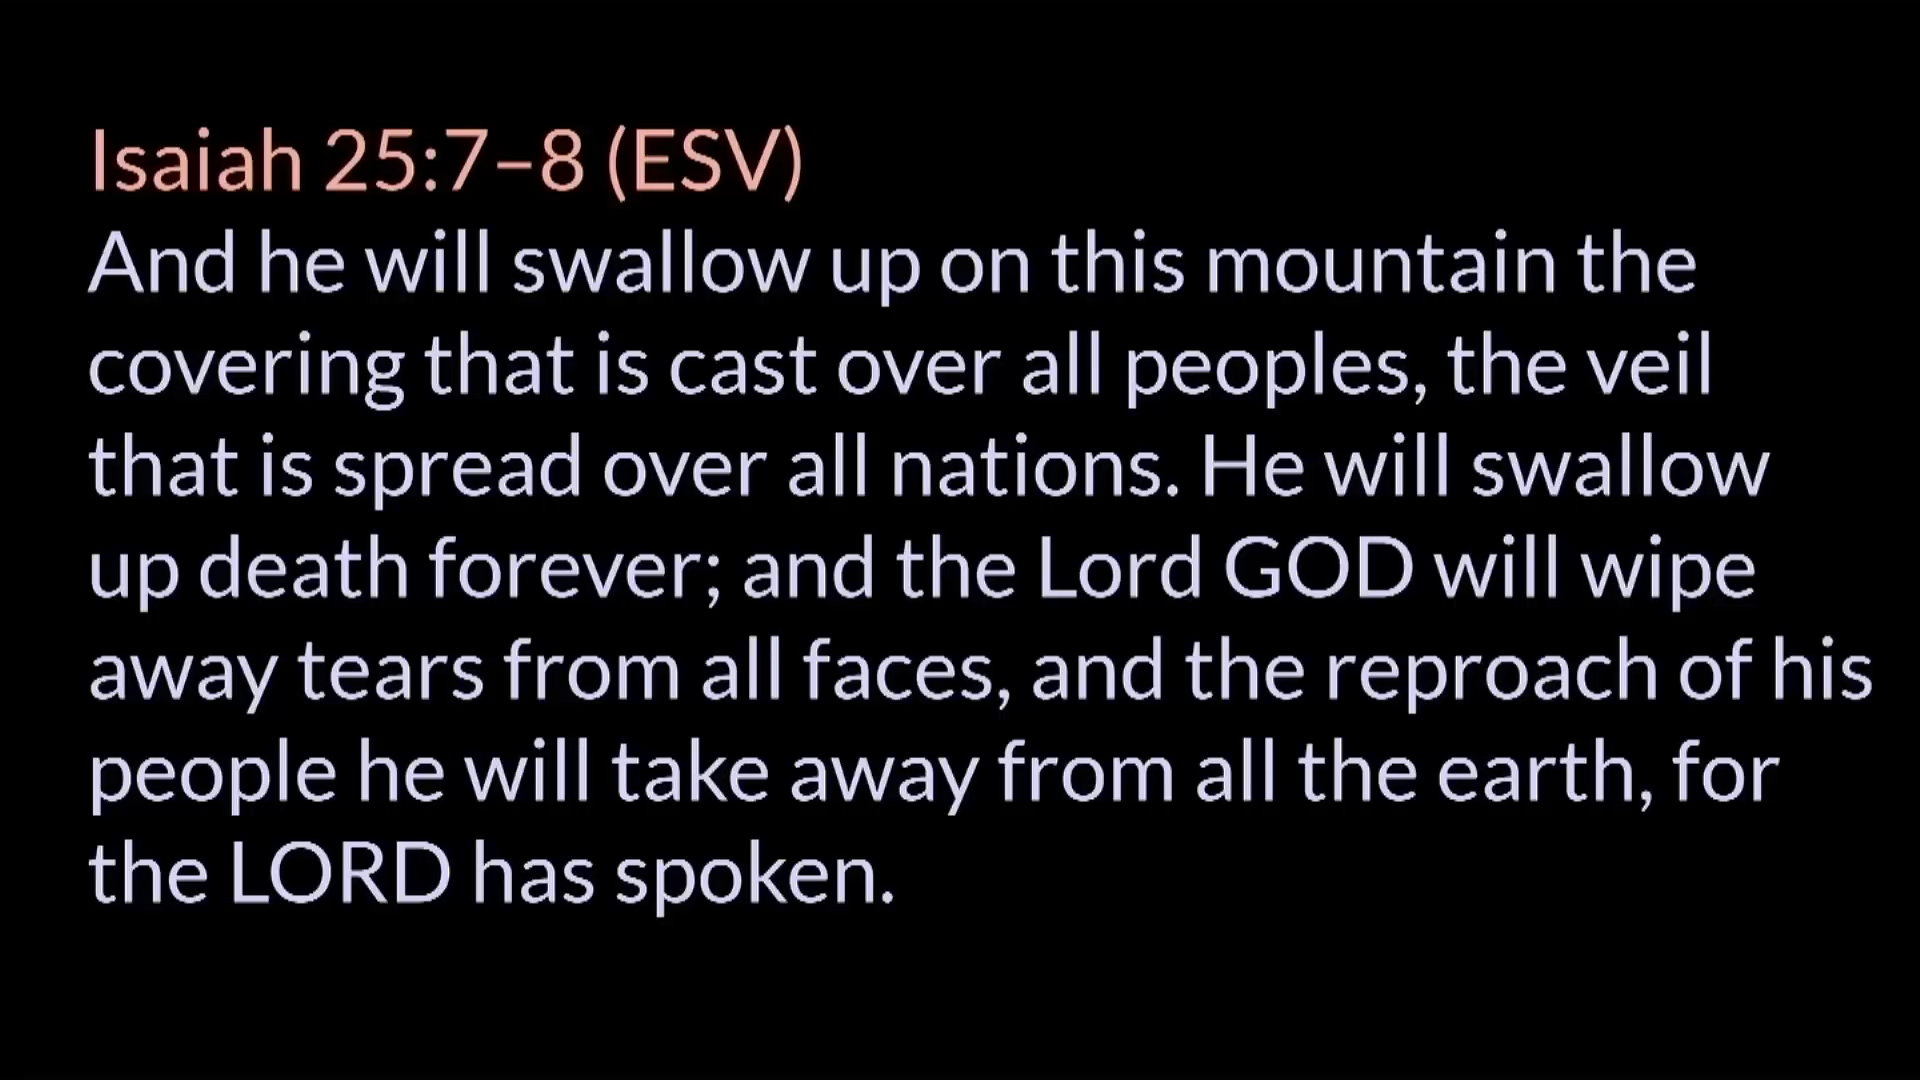 Isaiah 25:7–8 (ESV)
And he will swallow up on this mountain the
covering that is cast over all peoples, the veil
that is spread over all nations. He will swallow
up death forever; and the Lord GOD will wipe
away tears from all faces, and the reproach of his
people he will take away from all the earth, for
the LORD has spoken.